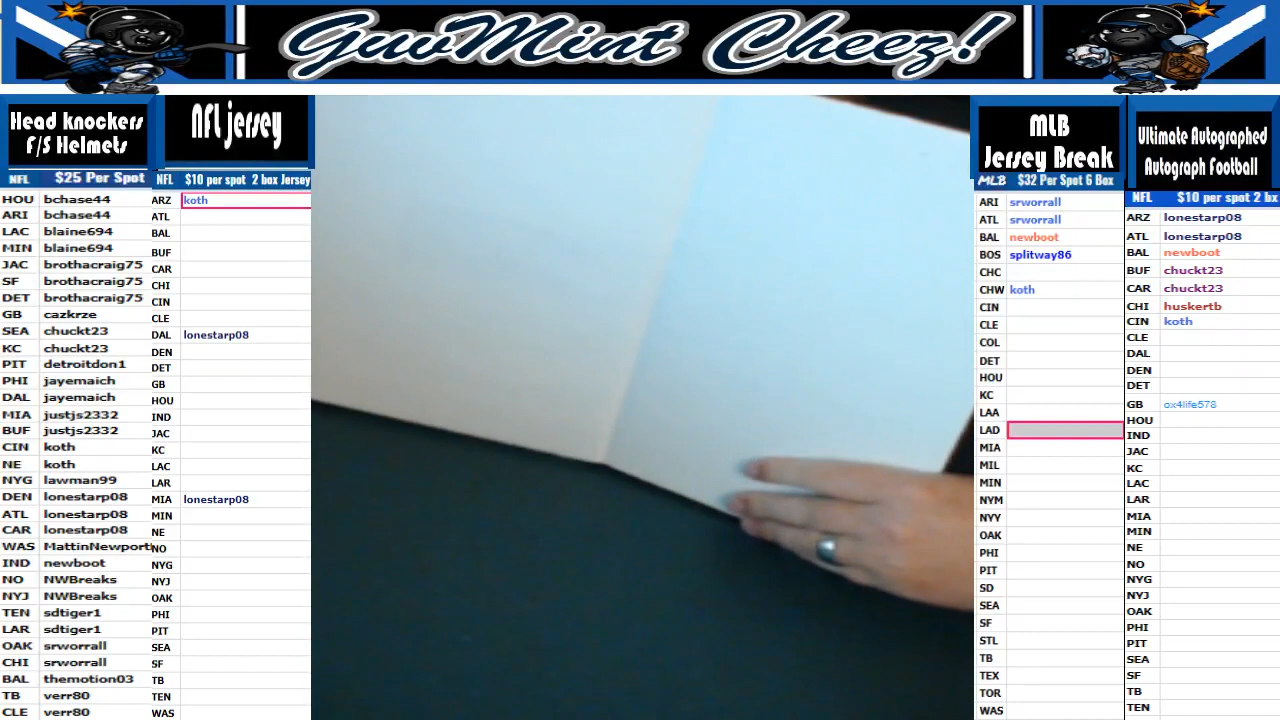 GuvMint Cheez!
Head knockers
F/S Helmets
NFL $25 Per Spot
HOU bchase44
ARI bchase44
LAC blaine694
MIN blaine694
JAC brothacraig75
SF brothacraig75
DET brothacraig75
GB cazkrze
SEA chuckt23
KC chuckt23
PIT detroitdon1
PHI jayemaich
DAL jayemaich
MIA justjs2332
BUF justjs2332
CIN koth
NE koth
NYG lawman99
DEN lonestarp08
ATL lonestarp08
CAR lonestarp08
WAS MattinNewport
IND newboot
NO NWBreaks
NYJ NWBreaks
TEN sdtiger1
LAR sdtiger1
OAK srworrall
CHI srworrall
BAL themotion03
TB verr80
CLE verr80
NFL jersey
NFL $10 per spot 2 box Jersey
ARZ koth
ATL
BAL
BUF
CAR
CHI
CIN
CLE
DAL lonestarp08
DEN
DET
GB
HOU
IND
JAC
KC
LAC
LAR
MIA lonestarp08
MIN
NE
NO
NYG
NYJ
OAK
PHI
PIT
SEA
SF
TB
TEN
WAS
MLB
Jersey Break
MLB $32 Per Spot 6 Box
ARI srworrall
ATL srworrall
BAL newboot
BOS splitway86
CHC
CHW koth
CIN
CLE
COL
DET
HOU
KC
LAA
LAD
MIA
MIL
MIN
NYM
NYY
OAK
PHI
PIT
SD
SEA
SF
STL
TB
TEX
TOR
WAS
Ultimate Autographed
Autograph Football
NFL $10 per spot 2 bx
ARZ lonestarp08
ATL lonestarp08
BAL newboot
BUF chuckt23
CAR chuckt23
CHI huskertb
CIN koth
CLE
DAL
DEN
DET
GB ox4life578
HOU
IND
JAC
KC
LAC
LAR
MIA
MIN
NE
NO
NYG
NYJ
OAK
PHI
PIT
SEA
SF
TB
TEN